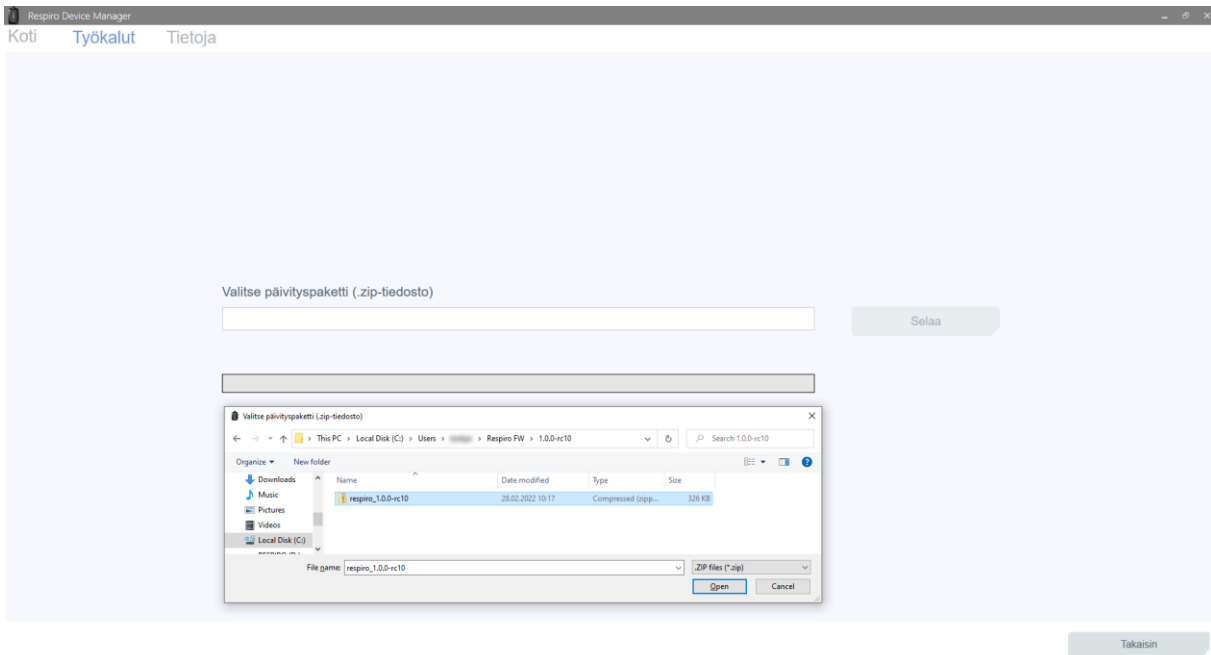 Respiro Device Manager
Koti Työkalut Tietoja
Valitse päivityspaketti (.zip-tiedosto)
Selaa
Valitse päivityspaketti (.zip-tiedosto)
This PC > Local Disk (C:) > Users > > Respiro FW > 1.0.0-rc10
Search 1.0.0-rc10
Organize New folder
Downloads
Music
Pictures
Videos
Local Disk (C:)
Name Date modified Type Size
respiro_1.0.0-rc10 28.02.2022 10:17 Compressed (zipp... 326 KB
File name: respiro_1.0.0-rc10 .ZIP files (*.zip)
Open Cancel
Takaisin